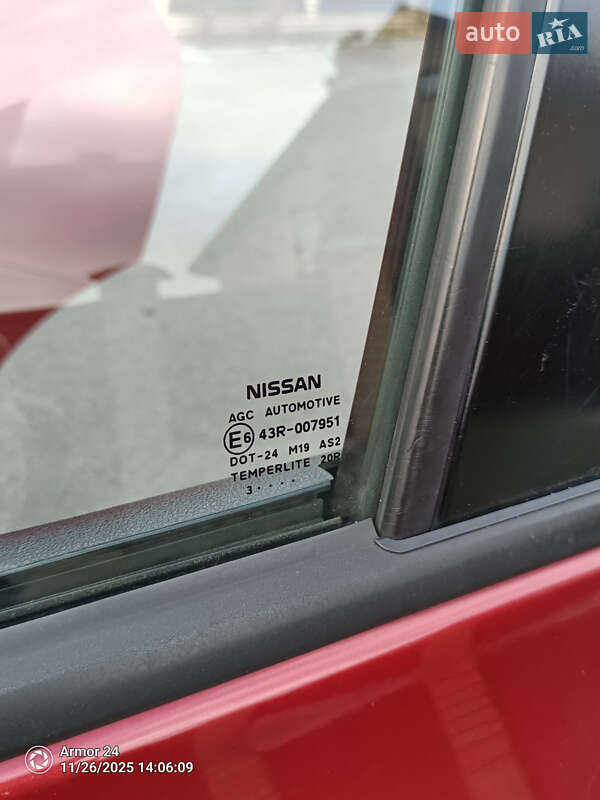 auto RIA.com
NISSAN
AGC AUTOMOTIVE
E6 43R-007951
DOT-24 M19 AS2
TEMPERLITE 20R
3 · · · ·
Armor 24
11/26/2025 14:06:09